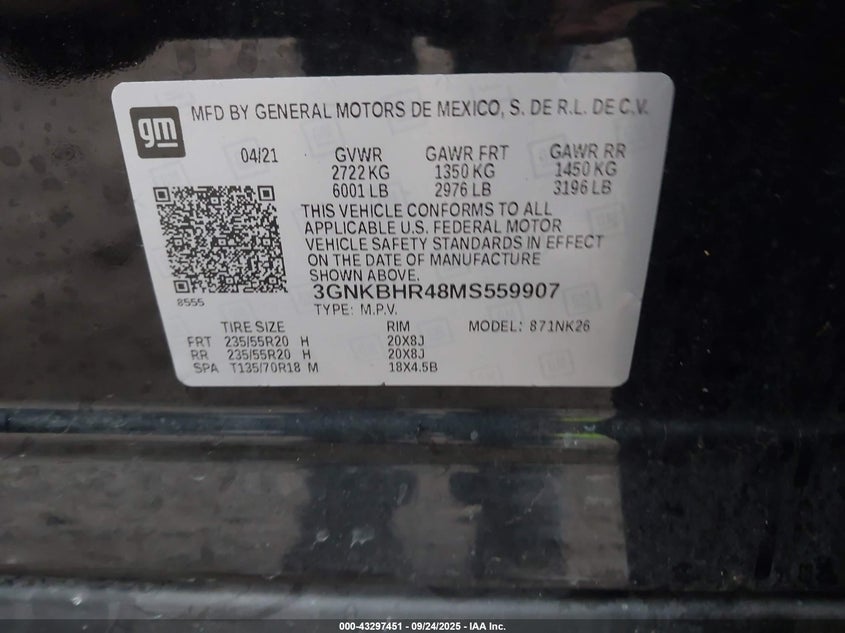 gm
MFD BY GENERAL MOTORS DE MEXICO, S. DE R.L. DE C.V.
04/21 GVWR GAWR FRT GAWR RR
2722 KG 1350 KG 1450 KG
6001 LB 2976 LB 3196 LB
THIS VEHICLE CONFORMS TO ALL
APPLICABLE U.S. FEDERAL MOTOR
VEHICLE SAFETY STANDARDS IN EFFECT
ON THE DATE OF MANUFACTURE
SHOWN ABOVE.
8555
3GNKBHR48MS559907
TYPE: M.P.V.
TIRE SIZE RIM MODEL: 871NK26
FRT 235/55R20 H 20X8J
RR 235/55R20 H 20X8J
SPA T135/70R18 M 18X4.5B
000-43297451 - 09/24/2025 - IAA Inc.